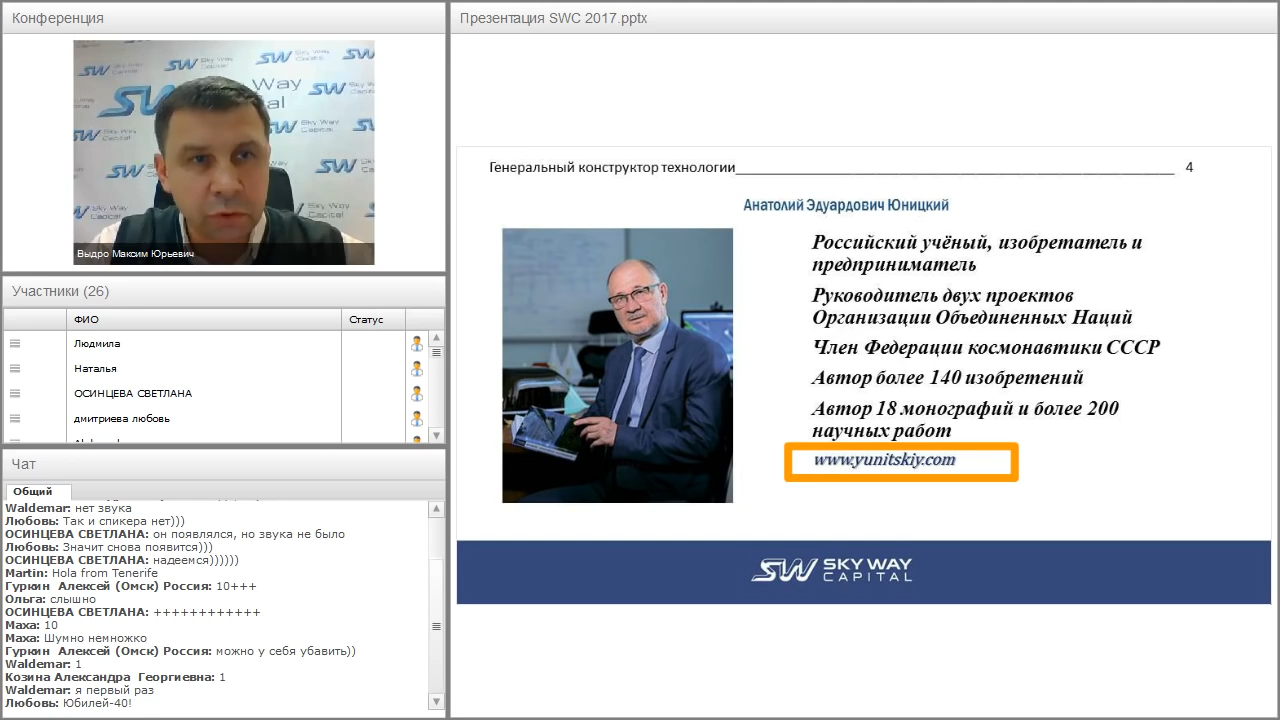 Конференция
SKY WAY
CAPITAL
Выдро Максим Юрьевич
Участники (26)
ФИО
Статус
Людмила
Наталья
ОСИНЦЕВА СВЕТЛАНА
дмитриева любовь
Чат
Общий
Waldemar: нет звука
Любовь: Так и спикера нет)))
ОСИНЦЕВА СВЕТЛАНА: он появлялся, но звука не было
Любовь: Значит снова появится)))
ОСИНЦЕВА СВЕТЛАНА: надеемся))))))
Martin: Hola from Tenerife
Гуркин Алексей (Омск) Россия: 10+++
Ольга: слышно
ОСИНЦЕВА СВЕТЛАНА: ++++++++++++
Маха: 10
Маха: Шумно немножко
Гуркин Алексей (Омск) Россия: можно у себя убавить))
Waldemar: 1
Козина Александра Георгиевна: 1
Waldemar: я первый раз
Любовь: Юбилей-40!
Презентация SWC 2017.pptx
Генеральный конструктор технологии 4
Анатолий Эдуардович Юницкий
Российский учёный, изобретатель и
предприниматель
Руководитель двух проектов
Организации Объединенных Наций
Член Федерации космонавтики СССР
Автор более 140 изобретений
Автор 18 монографий и более 200
научных работ
www.yunitskiy.com
SW SKY WAY
CAPITAL